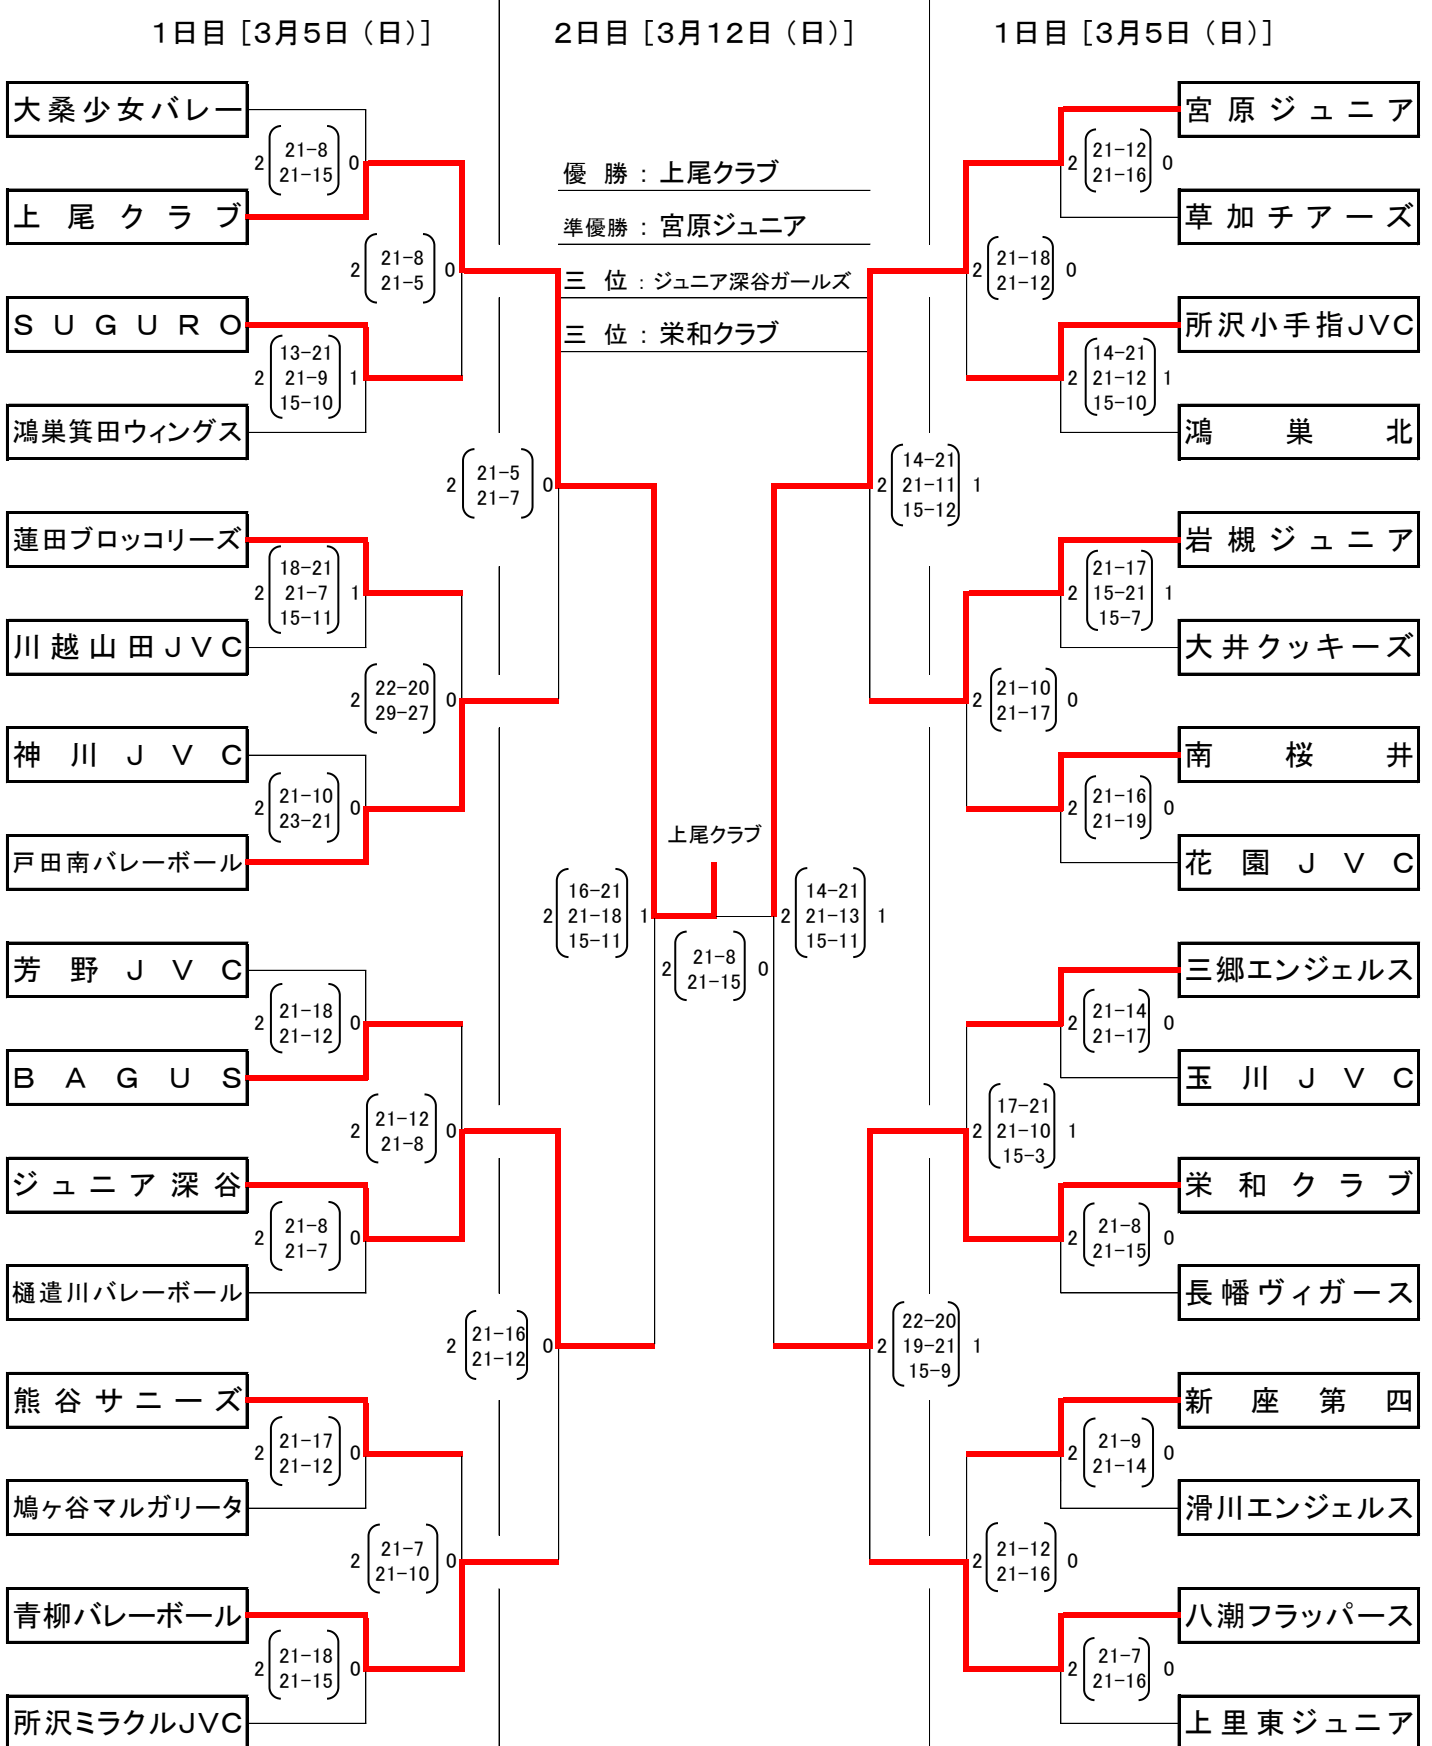 1日目［3月5日（日）］
2日目［3月12日（日）］
1日目［3月5日（日）］
優勝：上尾クラブ
準優勝：宮原ジュニア
三位：ジュニア深谷ガールズ
三位：栄和クラブ
大桑少女バレー
2 21-8 0
21-15
上尾クラブ
2 21-8 0
21-5
SUGURO
13-21
2 21-9 1
15-10
鴻巣箕田ウィングス
2 21-5 0
21-7
蓮田ブロッコリーズ
18-21
2 21-7 1
15-11
川越山田JVC
2 22-20 0
29-27
神川JVC
2 21-10 0
23-21
戸田南バレーボール
16-21
2 21-18 1
15-11
芳野JVC
2 21-18 0
21-12
BAGUS
2 21-12 0
21-8
ジュニア深谷
2 21-8 0
21-7
樋遣川バレーボール
2 21-16 0
21-12
熊谷サニーズ
2 21-17 0
21-12
鳩ヶ谷マルガリータ
2 21-7 0
21-10
青柳バレーボール
2 21-18 0
21-15
所沢ミラクルJVC
上尾クラブ
2 21-8 0
21-15
宮原ジュニア
2 21-12 0
21-16
草加チアーズ
2 21-18 0
21-12
所沢小手指JVC
14-21
2 21-12 1
15-10
鴻巣北
14-21
2 21-11 1
15-12
岩槻ジュニア
21-17
2 15-21 1
15-7
大井クッキーズ
2 21-10 0
21-17
南桜井
2 21-16 0
21-19
花園JVC
14-21
2 21-13 1
15-11
三郷エンジェルス
2 21-14 0
21-17
玉川JVC
17-21
2 21-10 1
15-3
栄和クラブ
2 21-8 0
21-15
長幡ヴィガース
22-20
2 19-21 1
15-9
新座第四
2 21-9 0
21-14
滑川エンジェルス
2 21-12 0
21-16
八潮フラッパース
2 21-7 0
21-16
上里東ジュニア